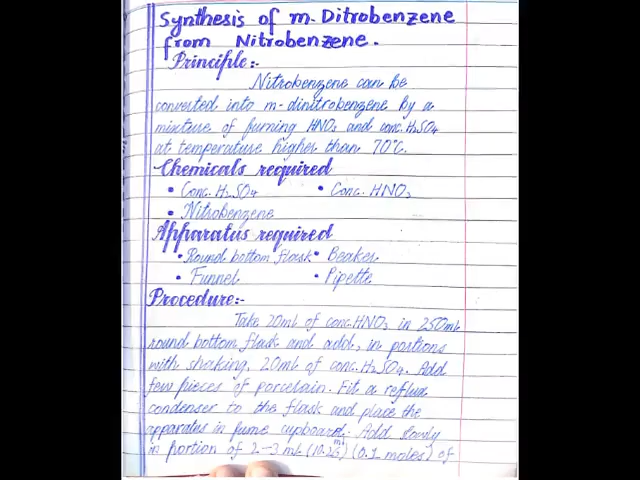 Synthesis of m-Ditrobenzene
from Nitrobenzene.
Principle:-
Nitrobenzene can be
converted into m-dinitrobenzene by a
mixture of fuming HNO3 and conc. H2SO4
at temperature higher than 70°C.
Chemicals required
• Conc. H2SO4 • Conc. HNO3
• Nitrobenzene
Apparatus required
• Round bottom flask • Beaker
• Funnel • Pipette
Procedure:-
Take 20ml of conc. HNO3 in 250ml
round bottom flask and add, in portions
with shaking, 20ml of conc. H2SO4. Add
few pieces of porcelain. Fit a reflux
condenser to the flask and place the
apparatus in fume cupboard. Add slowly
in portion of 2-3 ml (10.2 ml) (0.1 moles) of